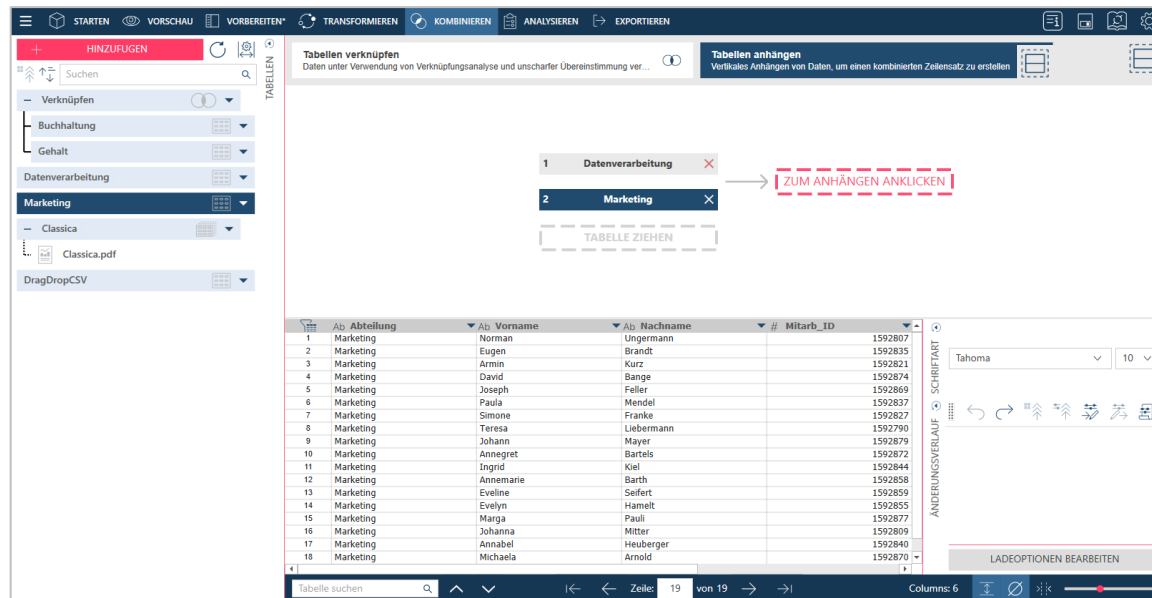 STARTEN VORSCHAU VORBEREITEN* TRANSFORMIEREN KOMBINIEREN ANALYSIEREN EXPORTIEREN
HINZUFUGEN
Suchen
Verknüpfen
Buchhaltung
Gehalt
Datenverarbeitung
Marketing
Classica
Classica.pdf
DragDropCSV
TABELLEN
Tabellen verknüpfen
Daten unter Verwendung von Verknüpfungsanalyse und unscharfer Übereinstimmung ver...
Tabellen anhängen
Vertikales Anhängen von Daten, um einen kombinierten Zeilensatz zu erstellen
1 Datenverarbeitung
2 Marketing
TABELLE ZIEHEN
ZUM ANHÄNGEN ANKLICKEN
Ab Abteilung Ab Vorname Ab Nachname # Mitarb_ID
1 Marketing Norman Ungermann 1592807
2 Marketing Eugen Brandt 1592835
3 Marketing Armin Kurz 1592821
4 Marketing David Bange 1592874
5 Marketing Joseph Feller 1592869
6 Marketing Paula Mendel 1592837
7 Marketing Simone Franke 1592827
8 Marketing Teresa Liebermann 1592790
9 Marketing Johann Mayer 1592879
10 Marketing Annegret Bartels 1592872
11 Marketing Ingrid Kiel 1592844
12 Marketing Annemarie Barth 1592858
13 Marketing Eveline Seifert 1592859
14 Marketing Evelyn Hamelt 1592855
15 Marketing Marga Pauli 1592877
16 Marketing Johanna Mitter 1592809
17 Marketing Annabel Heuberger 1592840
18 Marketing Michaela Arnold 1592870
SCHRIFTART
Tahoma 10
ÄNDERUNGSVERLAUF
LADEOPTIONEN BEARBEITEN
Tabelle suchen Zeile: 19 von 19 Columns: 6